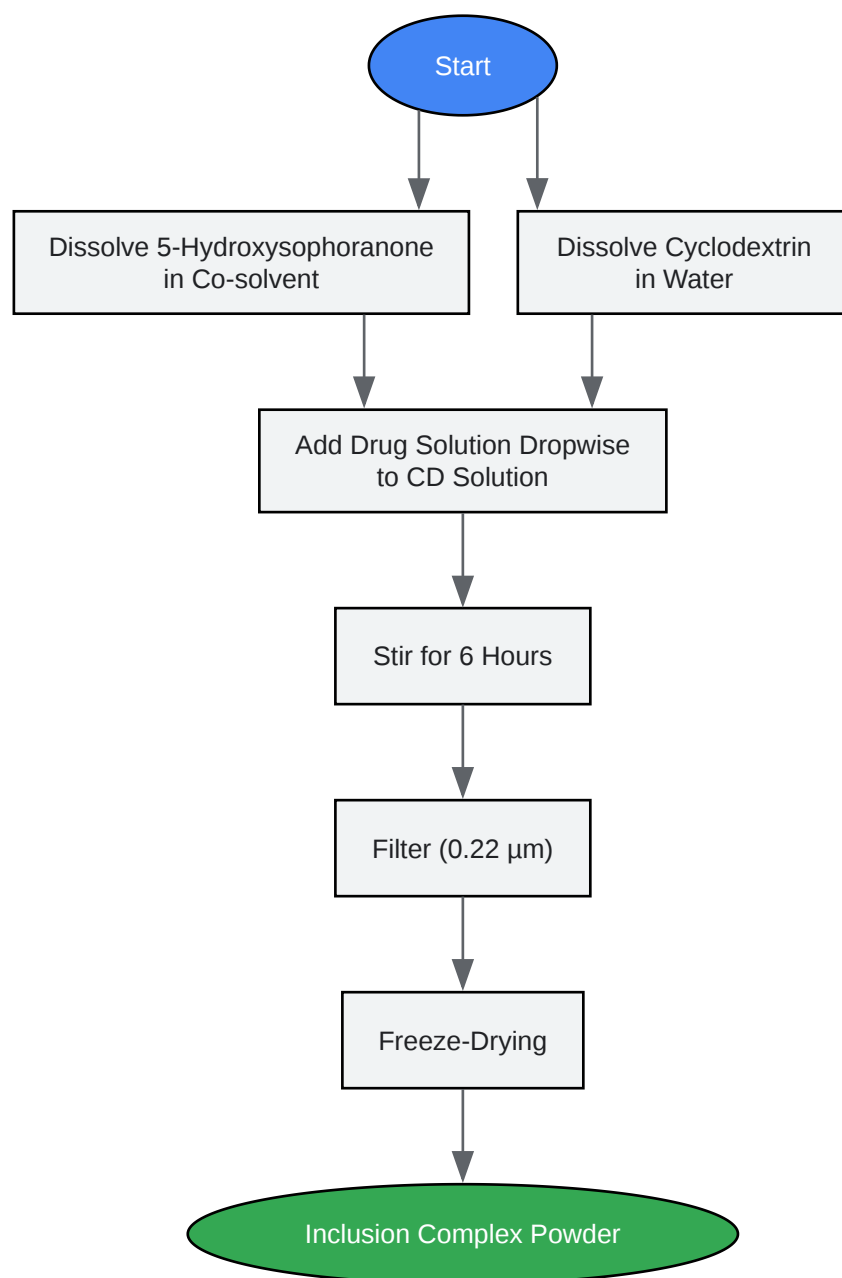 Start
Dissolve 5-Hydroxysophoranone
in Co-solvent
Dissolve Cyclodextrin
in Water
Add Drug Solution Dropwise
to CD Solution
Stir for 6 Hours
Filter (0.22 µm)
Freeze-Drying
Inclusion Complex Powder